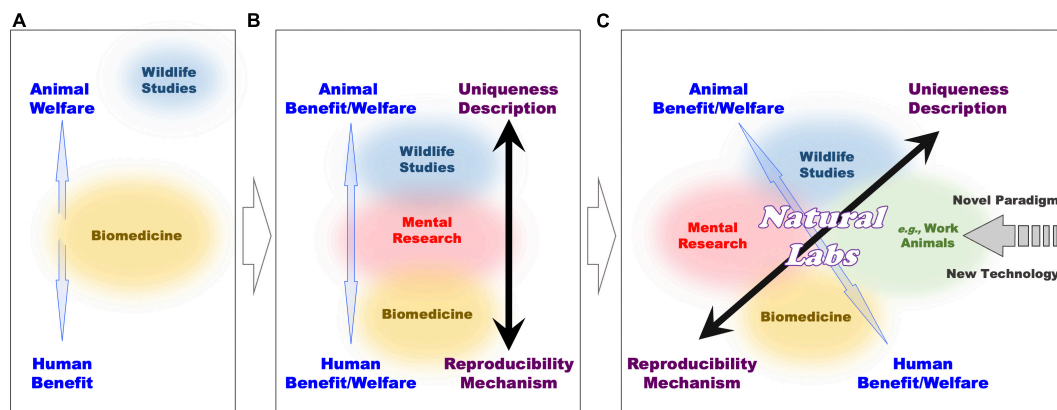 A
Animal
Welfare
Wildlife
Studies
Biomedicine
Human
Benefit
B
Animal
Benefit/Welfare
Uniqueness
Description
Wildlife
Studies
Mental
Research
Biomedicine
Human
Benefit/Welfare
Reproducibility
Mechanism
C
Animal
Benefit/Welfare
Uniqueness
Description
Wildlife
Studies
Mental
Research
Natural
Labs
e.g., Work
Animals
Novel Paradigm
New Technology
Biomedicine
Reproducibility
Mechanism
Human
Benefit/Welfare